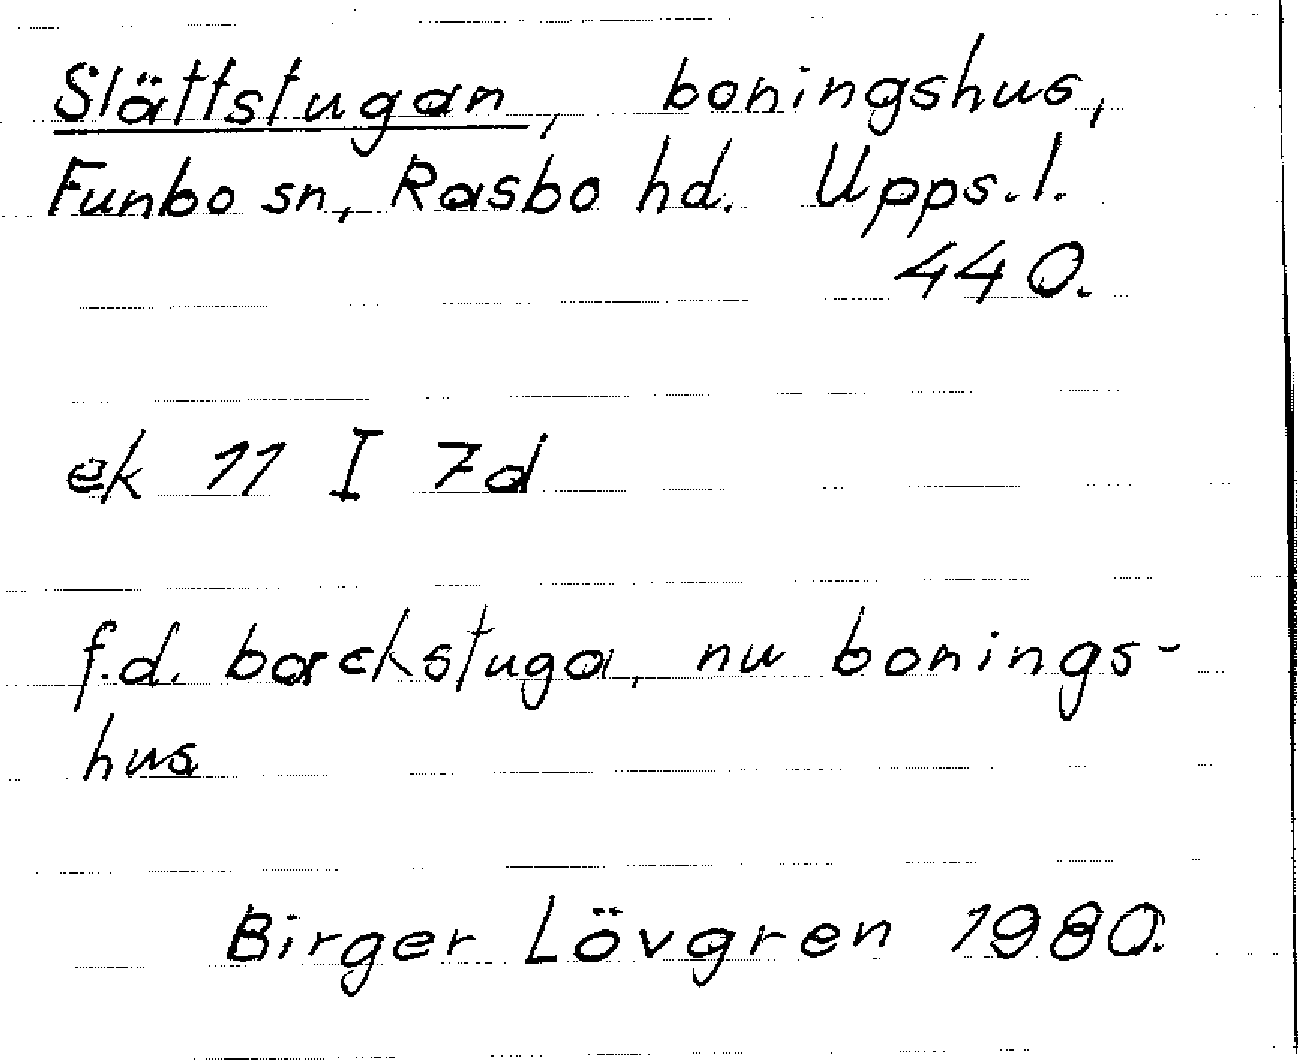 Slättstugan, boningshus,
Funbo sn, Rasbo hd. Upps.l.
440.
ek 11 I 7d
f.d. backstuga, nu bonings-
hus
Birger Lövgren 1980.